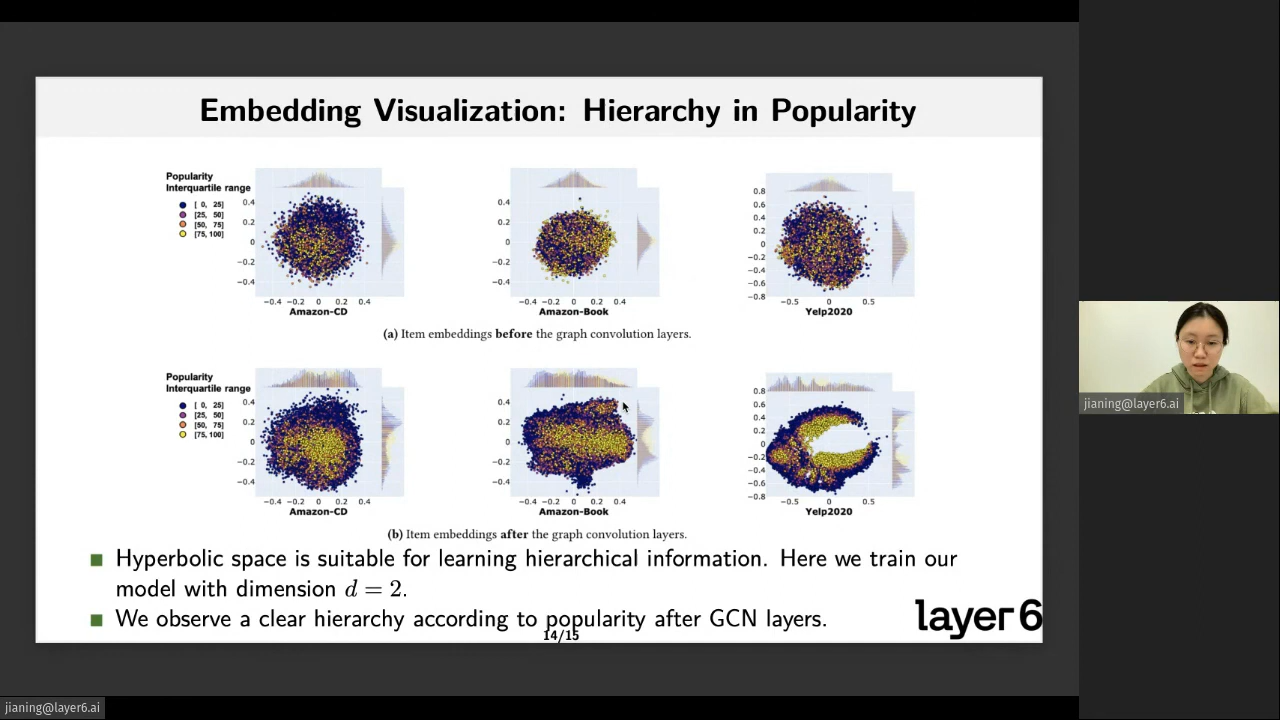 Embedding Visualization: Hierarchy in Popularity
Popularity
Interquartile range
[ 0, 25]
[25, 50]
[50, 75]
[75, 100]
0.4
0.2
0
−0.2
−0.4
−0.4 −0.2 0 0.2 0.4
Amazon-CD
0.4
0.2
0
−0.2
−0.4
−0.4 −0.2 0 0.2 0.4
Amazon-Book
0.8
0.6
0.4
0.2
0
−0.2
−0.4
−0.6
−0.8
−0.5 0 0.5
Yelp2020
(a) Item embeddings before the graph convolution layers.
Popularity
Interquartile range
[ 0, 25]
[25, 50]
[50, 75]
[75, 100]
0.4
0.2
0
−0.2
−0.4
−0.4 −0.2 0 0.2 0.4
Amazon-CD
0.4
0.2
0
−0.2
−0.4
−0.4 −0.2 0 0.2 0.4
Amazon-Book
0.8
0.6
0.4
0.2
0
−0.2
−0.4
−0.6
−0.8
−0.5 0 0.5
Yelp2020
(b) Item embeddings after the graph convolution layers.
Hyperbolic space is suitable for learning hierarchical information. Here we train our
model with dimension d = 2.
We observe a clear hierarchy according to popularity after GCN layers.
14/15
layer 6
jianing@layer6.ai
jianing@layer6.ai